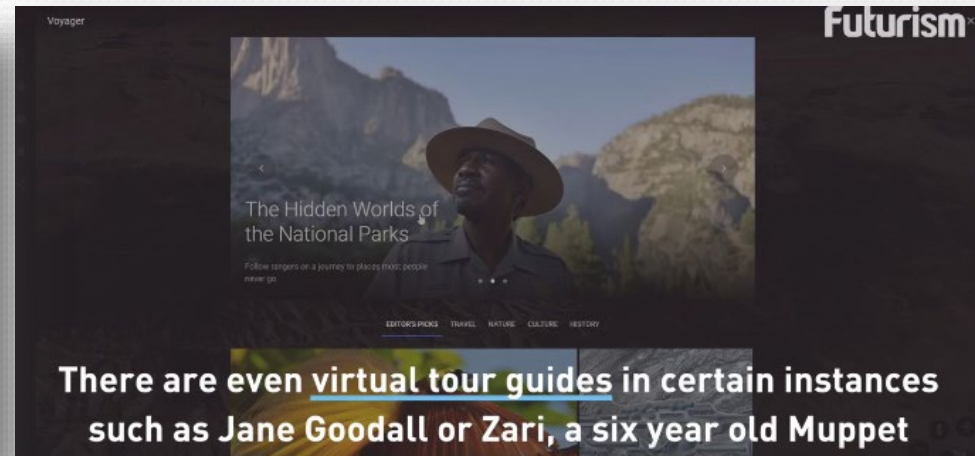 Voyager
Futurism
The Hidden Worlds of
the National Parks
Follow rangers on a journey to places most people
never go.
EDITOR'S PICKS TRAVEL NATURE CULTURE HISTORY
There are even virtual tour guides in certain instances
such as Jane Goodall or Zari, a six year old Muppet